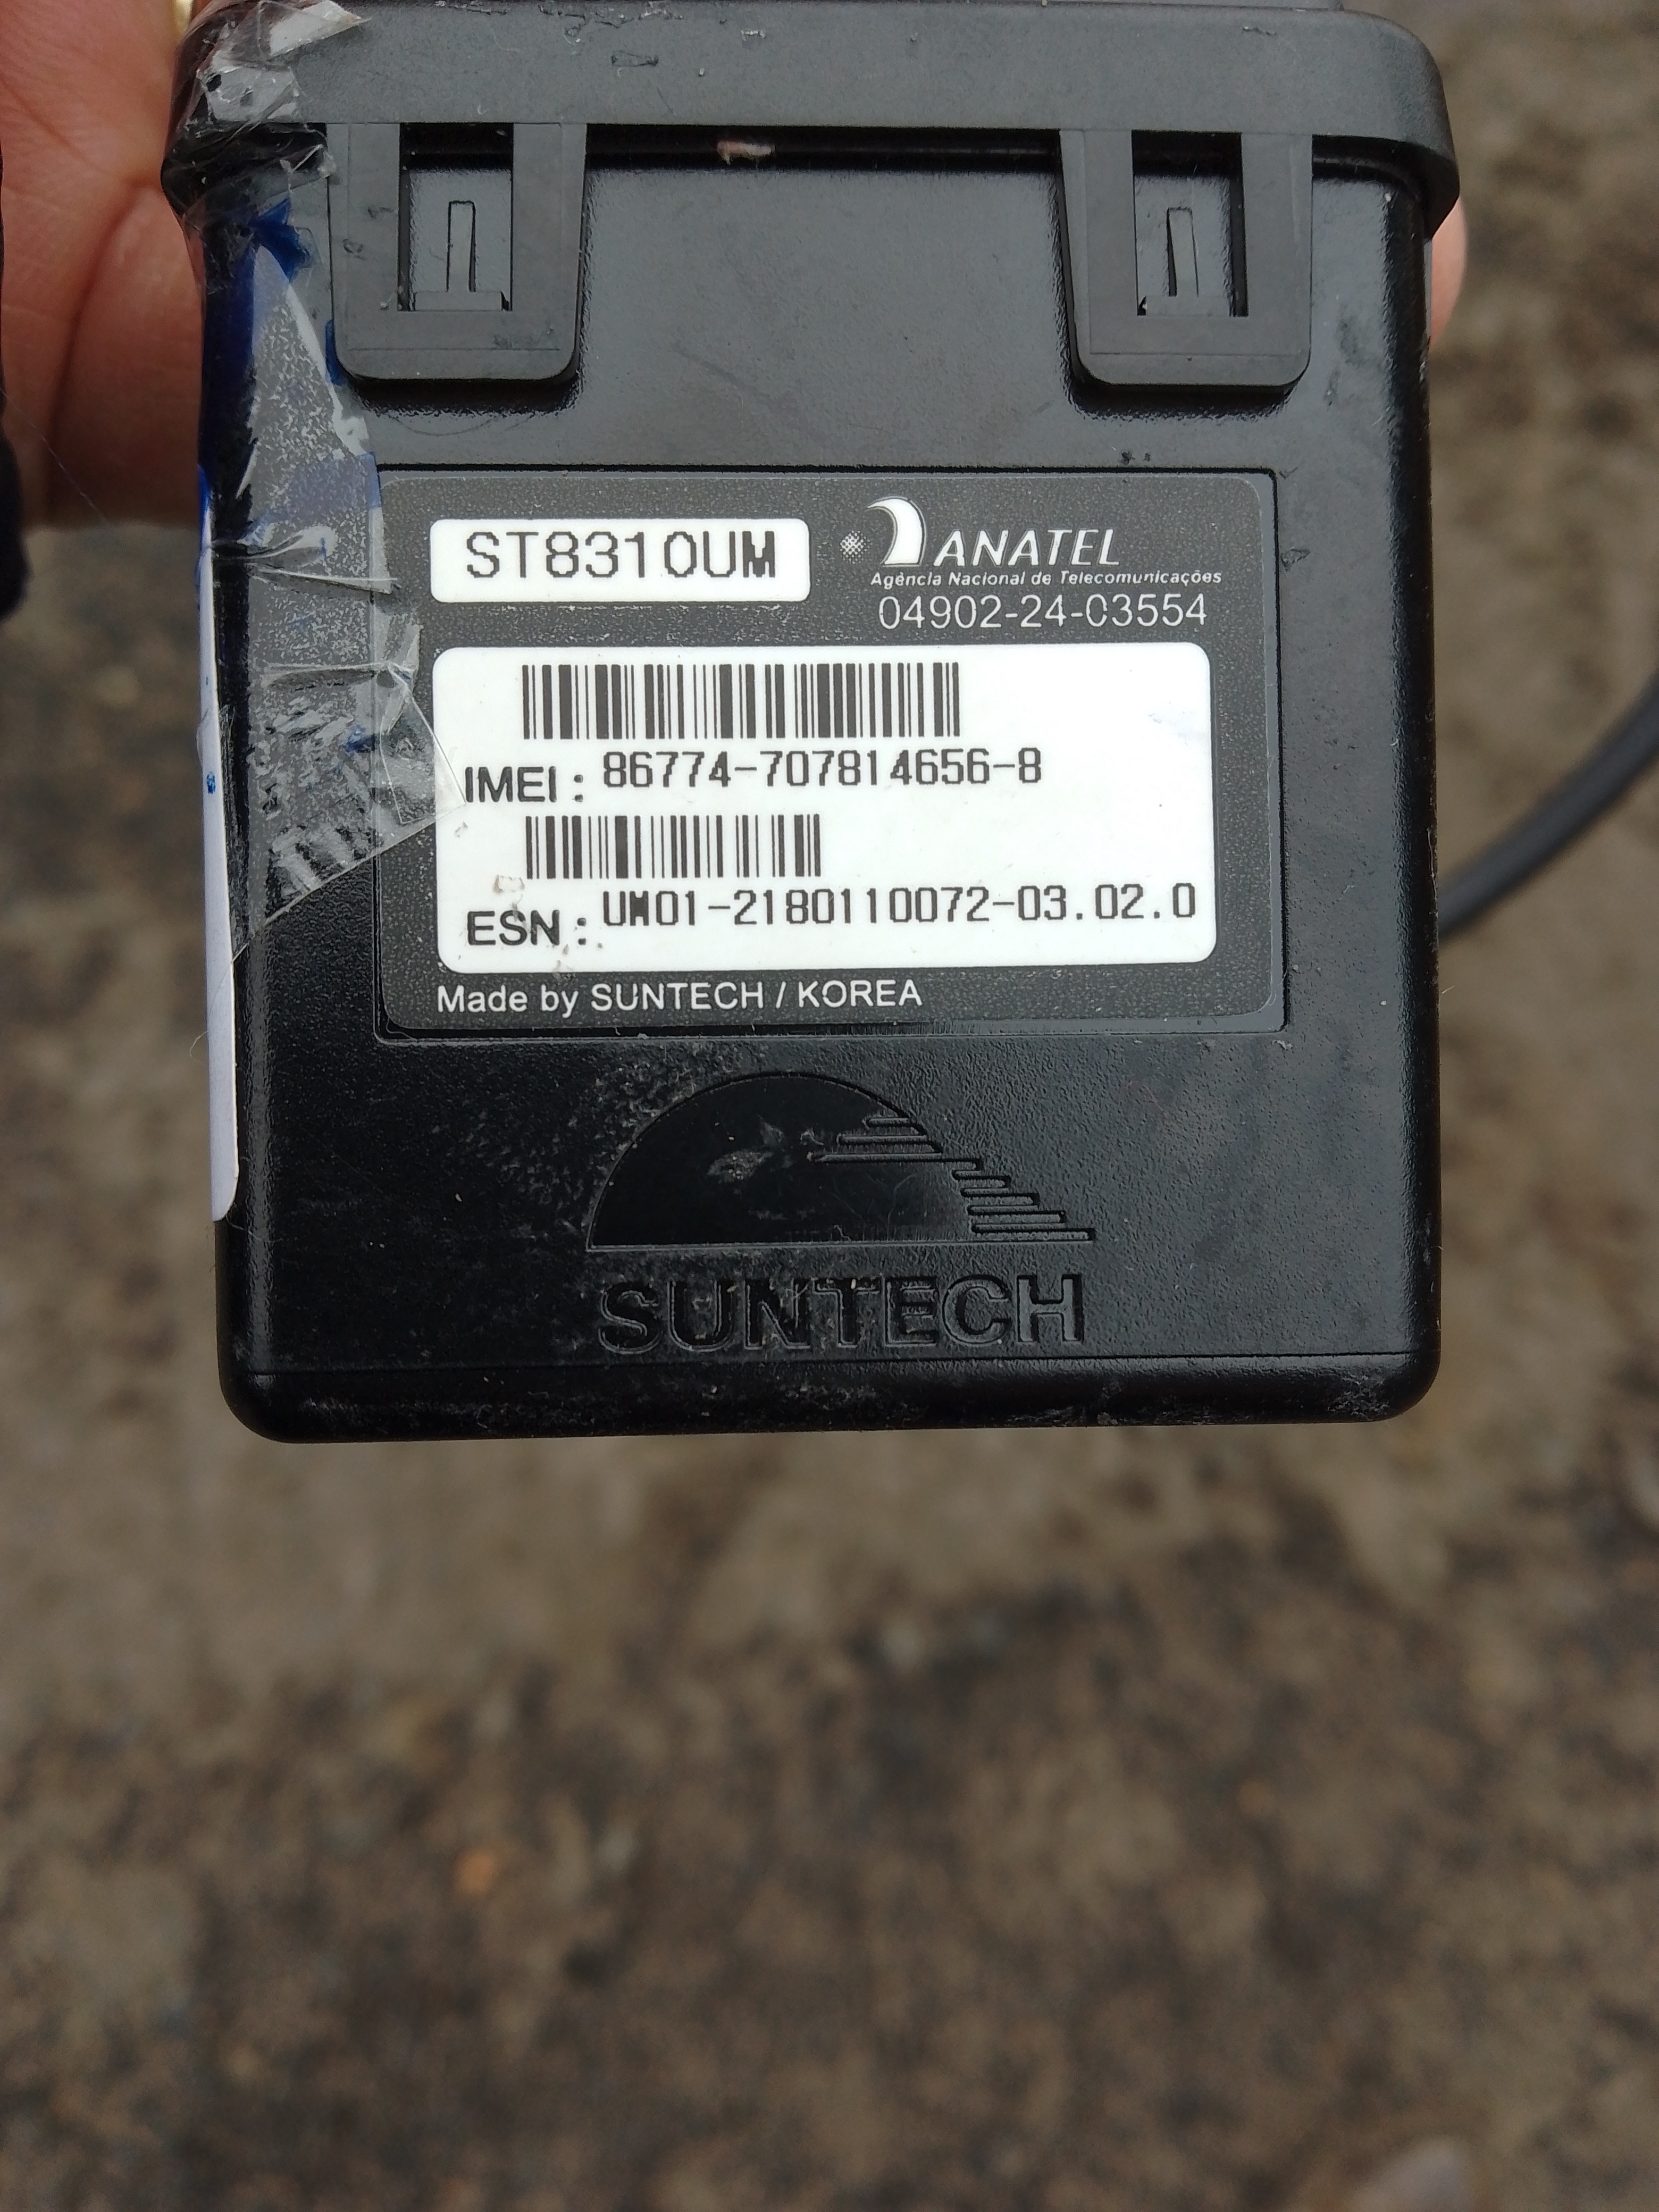 ST8310UM
ANATEL
Agência Nacional de Telecomunicações
04902-24-03554
IMEI : 86774-707814656-8
ESN : UM01-2180110072-03.02.0
Made by SUNTECH / KOREA
SUNTECH